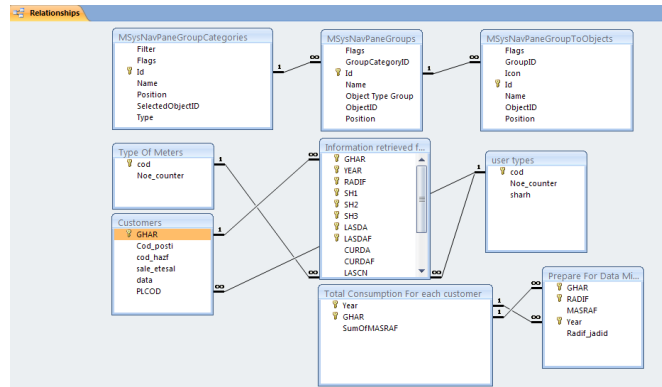 Relationships
MSysNavPaneGroupCategories
Filter
Flags
Id
Name
Position
SelectedObjectID
Type
1
∞
MSysNavPaneGroups
Flags
GroupCategoryID
Id
Name
Object Type Group
ObjectID
Position
1
∞
MSysNavPaneGroupToObjects
Flags
GroupID
Icon
Id
Name
ObjectID
Position
Type Of Meters
cod
Noe_counter
1
∞
Information retrieved f...
GHAR
YEAR
RADIF
SH1
SH2
SH3
LASDA
LASDAF
CURDA
CURDAF
LASCN
∞
∞
1
user types
cod
Noe_counter
sharh
Customers
GHAR
Cod_posti
cod_hazf
sale_etesal
data
PLCOD
1
∞
Total Consumption For each customer
Year
GHAR
SumOfMASRAF
1
1
∞
∞
Prepare For Data Mi...
GHAR
RADIF
MASRAF
Year
Radif_jadid